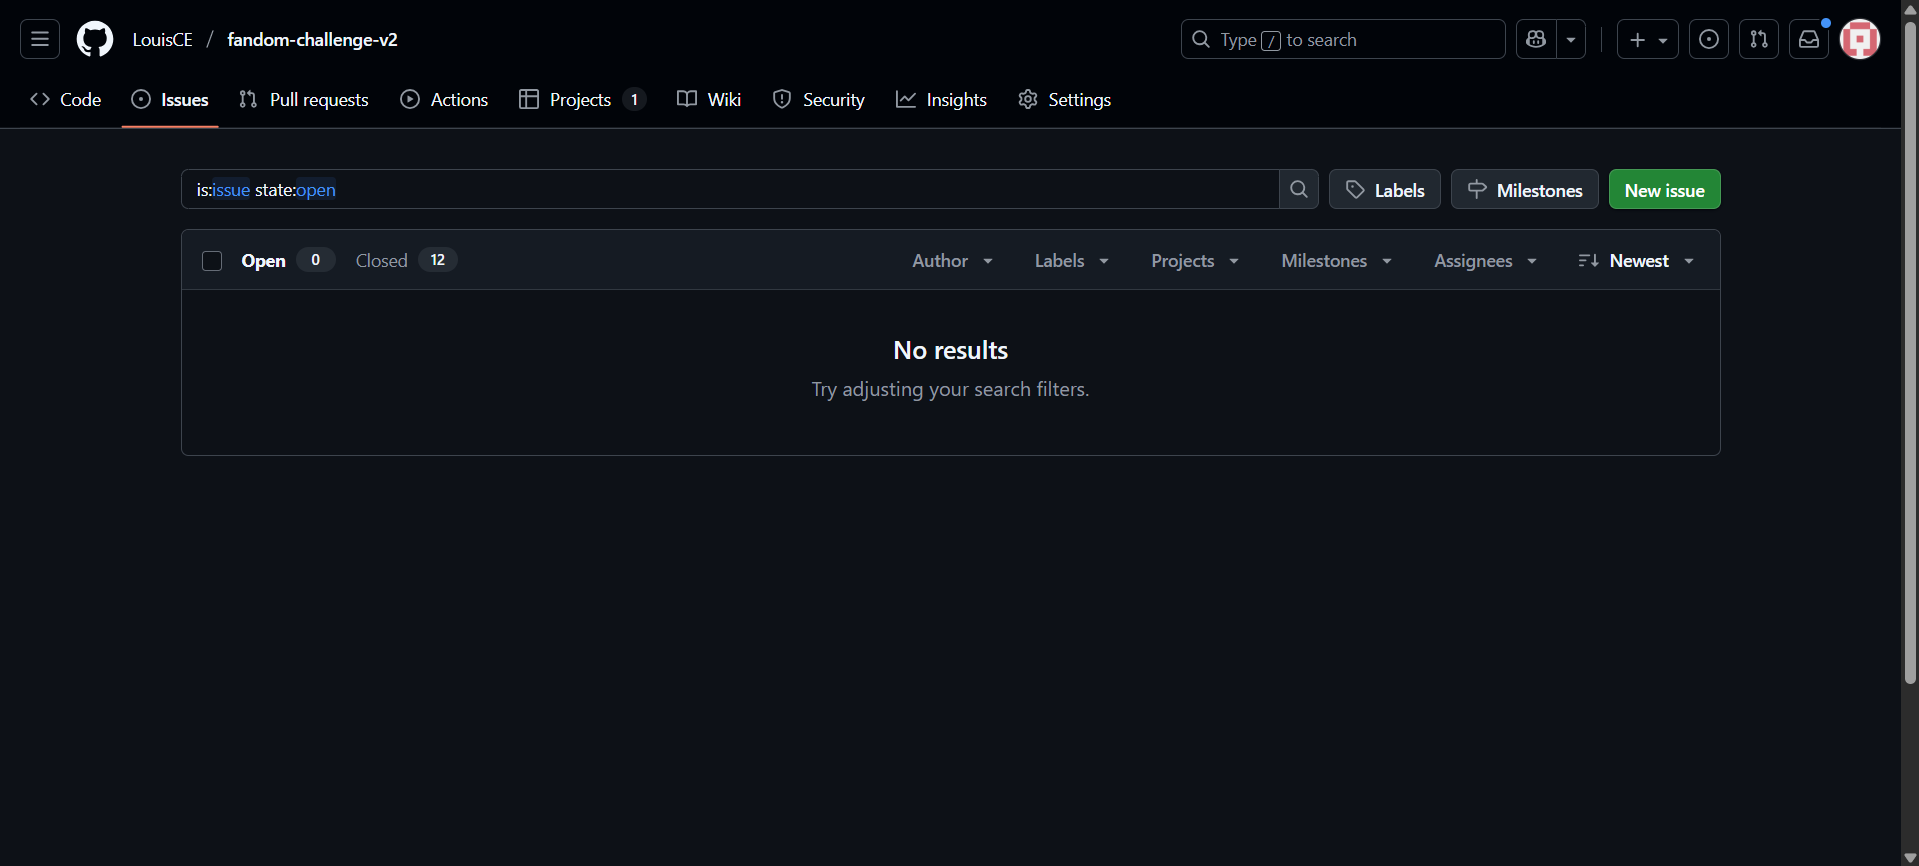 LouisCE / fandom-challenge-v2
Type / to search
Code Issues Pull requests Actions Projects 1 Wiki Security Insights Settings
is:issue state:open
Labels Milestones New issue
Open 0 Closed 12 Author Labels Projects Milestones Assignees Newest
No results
Try adjusting your search filters.